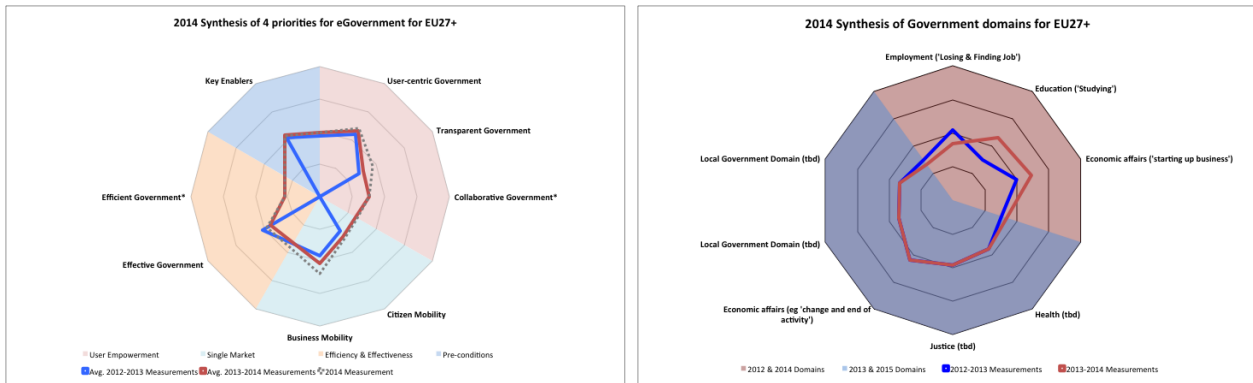 2014 Synthesis of 4 priorities for eGovernment for EU27+
Key Enablers
User-centric Government
Transparent Government
Efficient Government*
Collaborative Government*
Effective Government
Citizen Mobility
Business Mobility
User Empowerment
Single Market
Efficiency & Effectiveness
Pre-conditions
Avg. 2012-2013 Measurements
Avg. 2013-2014 Measurements
2014 Measurement
2014 Synthesis of Government domains for EU27+
Employment ('Losing & Finding Job')
Education ('Studying')
Local Government Domain (tbd)
Economic affairs ('starting up business')
Local Government Domain (tbd)
Economic affairs (eg 'change and end of
activity')
Health (tbd)
Justice (tbd)
2012 & 2014 Domains
2013 & 2015 Domains
2012-2013 Measurements
2013-2014 Measurements